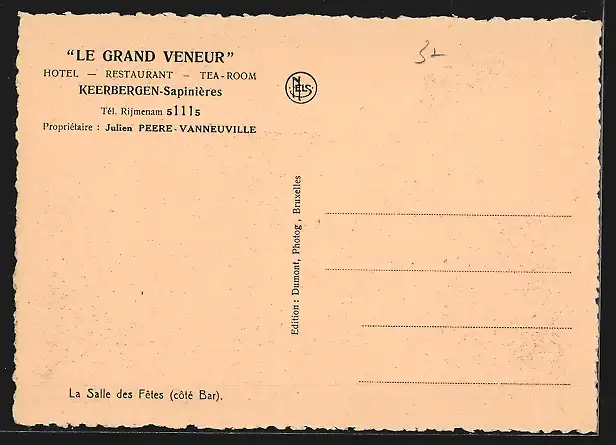 "LE GRAND VENEUR"
HOTEL — RESTAURANT — TEA-ROOM
KEERBERGEN-Sapinières
Tél. Rijmenam 51115
Propriétaire : Julien PEERE-VANNEUVILLE
NELS
3
Edition : Dumont, Photog., Bruxelles
La Salle des Fêtes (côté Bar).